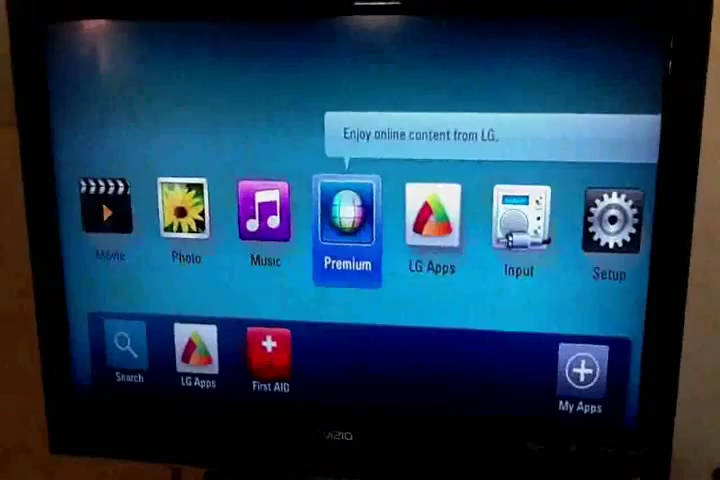 Enjoy online content from LG.
Movie
Photo
Music
Premium
LG Apps
Input
Setup
Search
LG Apps
First AID
My Apps
VIZIO